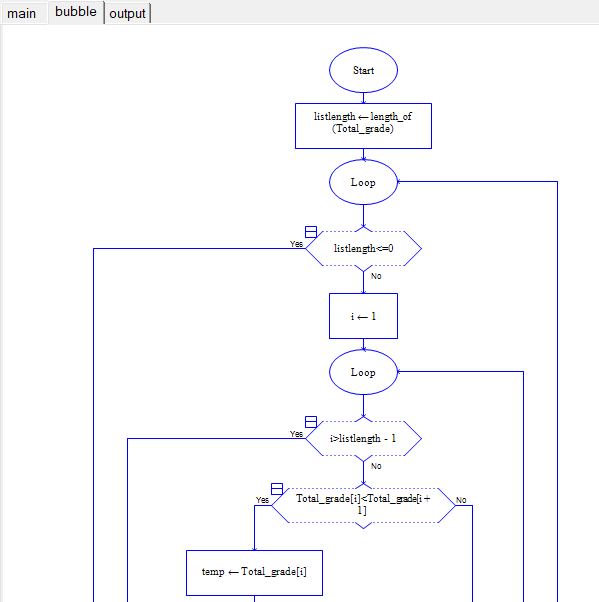 main bubble output
Start
listlength ← length_of
(Total_grade)
Loop
Yes
listlength<=0
No
i ← 1
Loop
Yes
i>listlength - 1
No
Yes
Total_grade[i]<Total_grade[i+
1]
No
temp ← Total_grade[i]